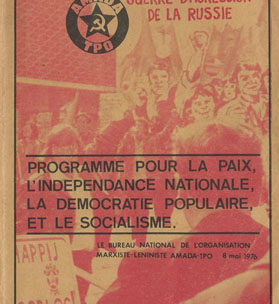 AMADA
TPO
GUERRE D'AGRESSION
DE LA RUSSIE
PROGRAMME POUR LA PAIX,
L'INDEPENDANCE NATIONALE,
LA DEMOCRATIE POPULAIRE,
ET LE SOCIALISME.
LE BUREAU NATIONAL DE L'ORGANISATION
MARXISTE-LENINISTE AMADA-TPO 8 mai 1976